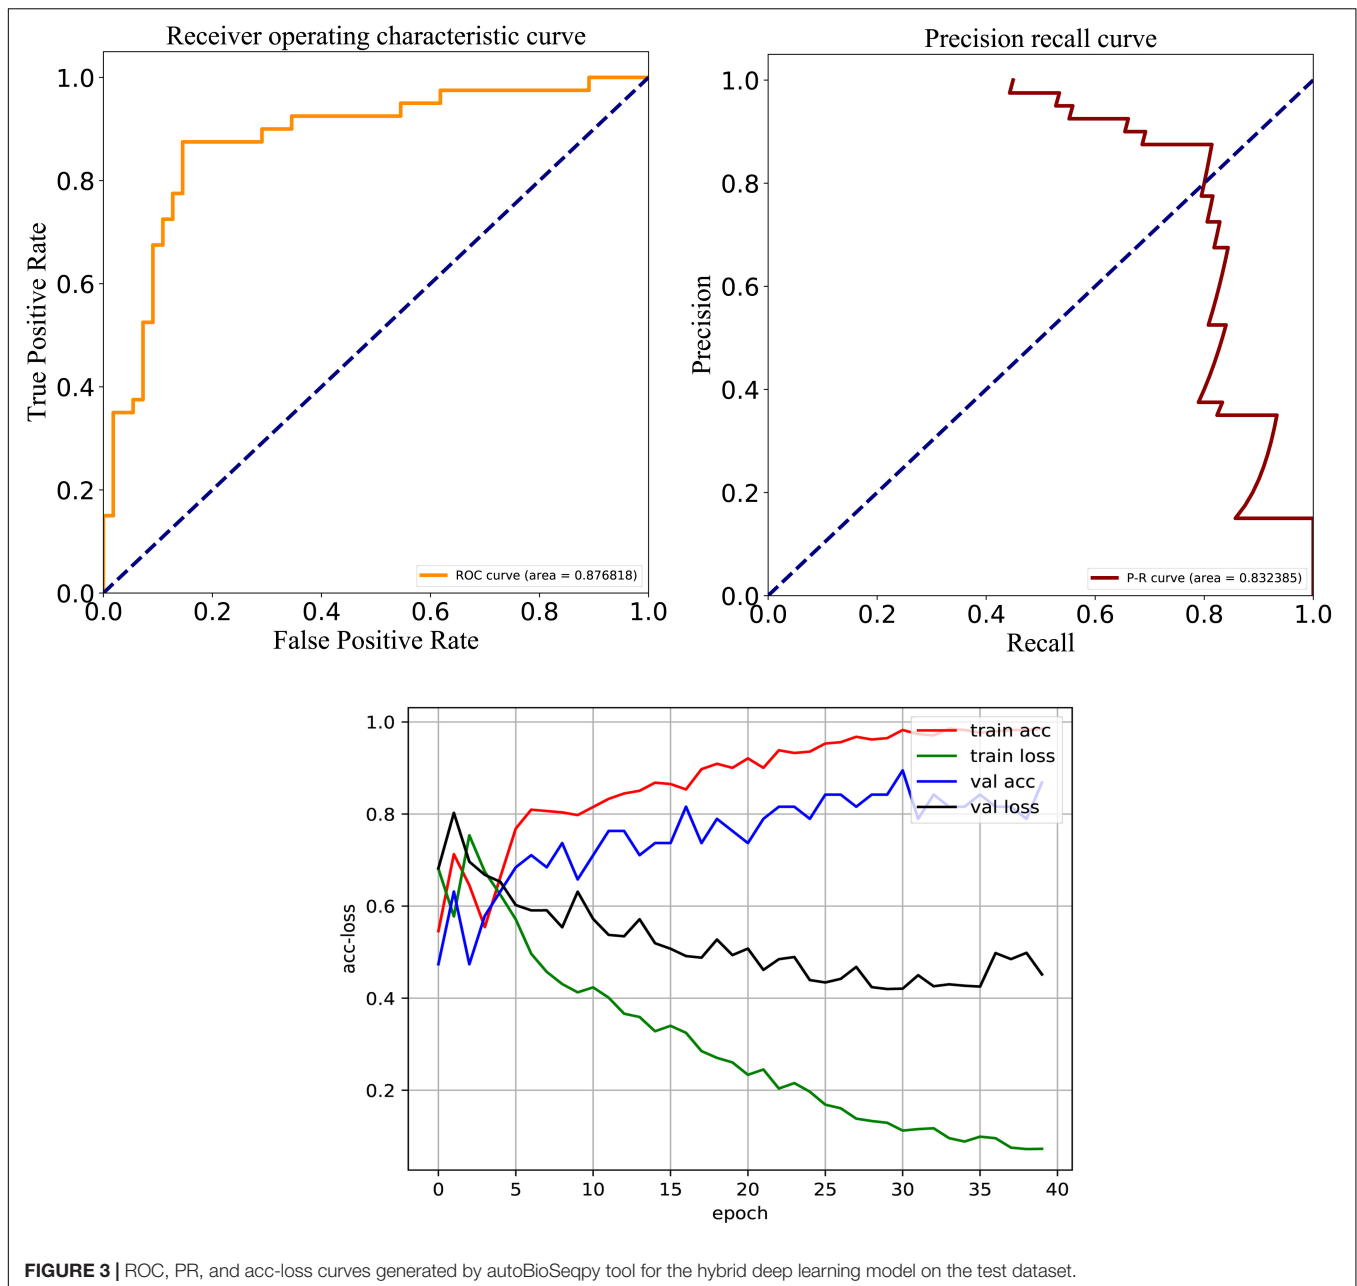 Receiver operating characteristic curve
True Positive Rate
1.0
0.8
0.6
0.4
0.2
0.0
0.0 0.2 0.4 0.6 0.8 1.0
False Positive Rate
ROC curve (area = 0.876818)
Precision recall curve
Precision
1.0
0.8
0.6
0.4
0.2
0.0
0.0 0.2 0.4 0.6 0.8 1.0
Recall
P-R curve (area = 0.832385)
acc-loss
1.0
0.8
0.6
0.4
0.2
0 5 10 15 20 25 30 35 40
epoch
train acc
train loss
val acc
val loss
FIGURE 3 | ROC, PR, and acc-loss curves generated by autoBioSeqpy tool for the hybrid deep learning model on the test dataset.